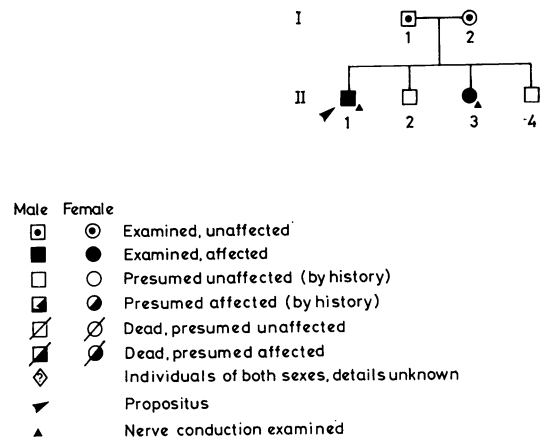 I
1 2
II
1 2 3 4
Male Female
Examined, unaffected
Examined, affected
Presumed unaffected (by history)
Presumed affected (by history)
Dead, presumed unaffected
Dead, presumed affected
? Individuals of both sexes, details unknown
Propositus
Nerve conduction examined